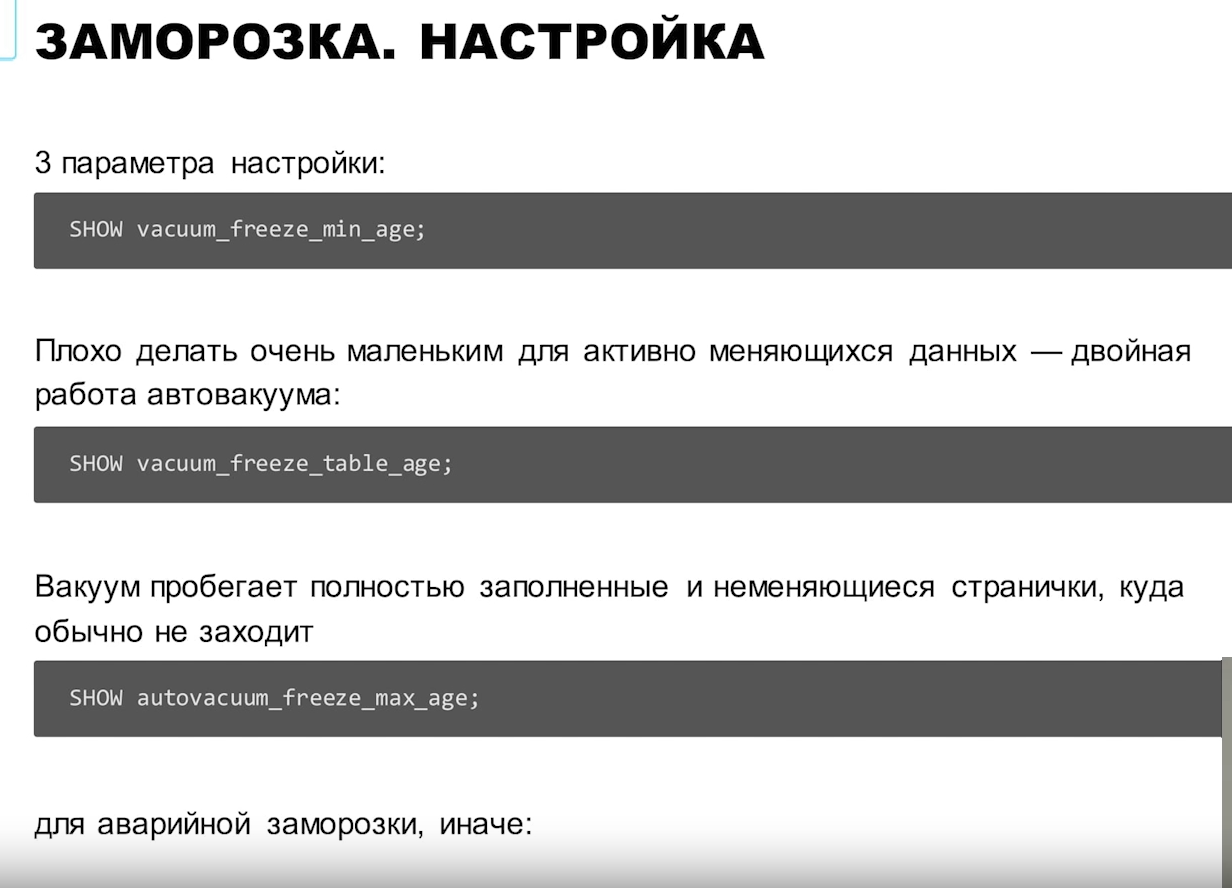 ЗАМОРОЗКА. НАСТРОЙКА
3 параметра настройки:
SHOW vacuum_freeze_min_age;
Плохо делать очень маленьким для активно меняющихся данных — двойная
работа автовакуума:
SHOW vacuum_freeze_table_age;
Вакуум пробегает полностью заполненные и неменяющиеся странички, куда
обычно не заходит
SHOW autovacuum_freeze_max_age;
для аварийной заморозки, иначе: